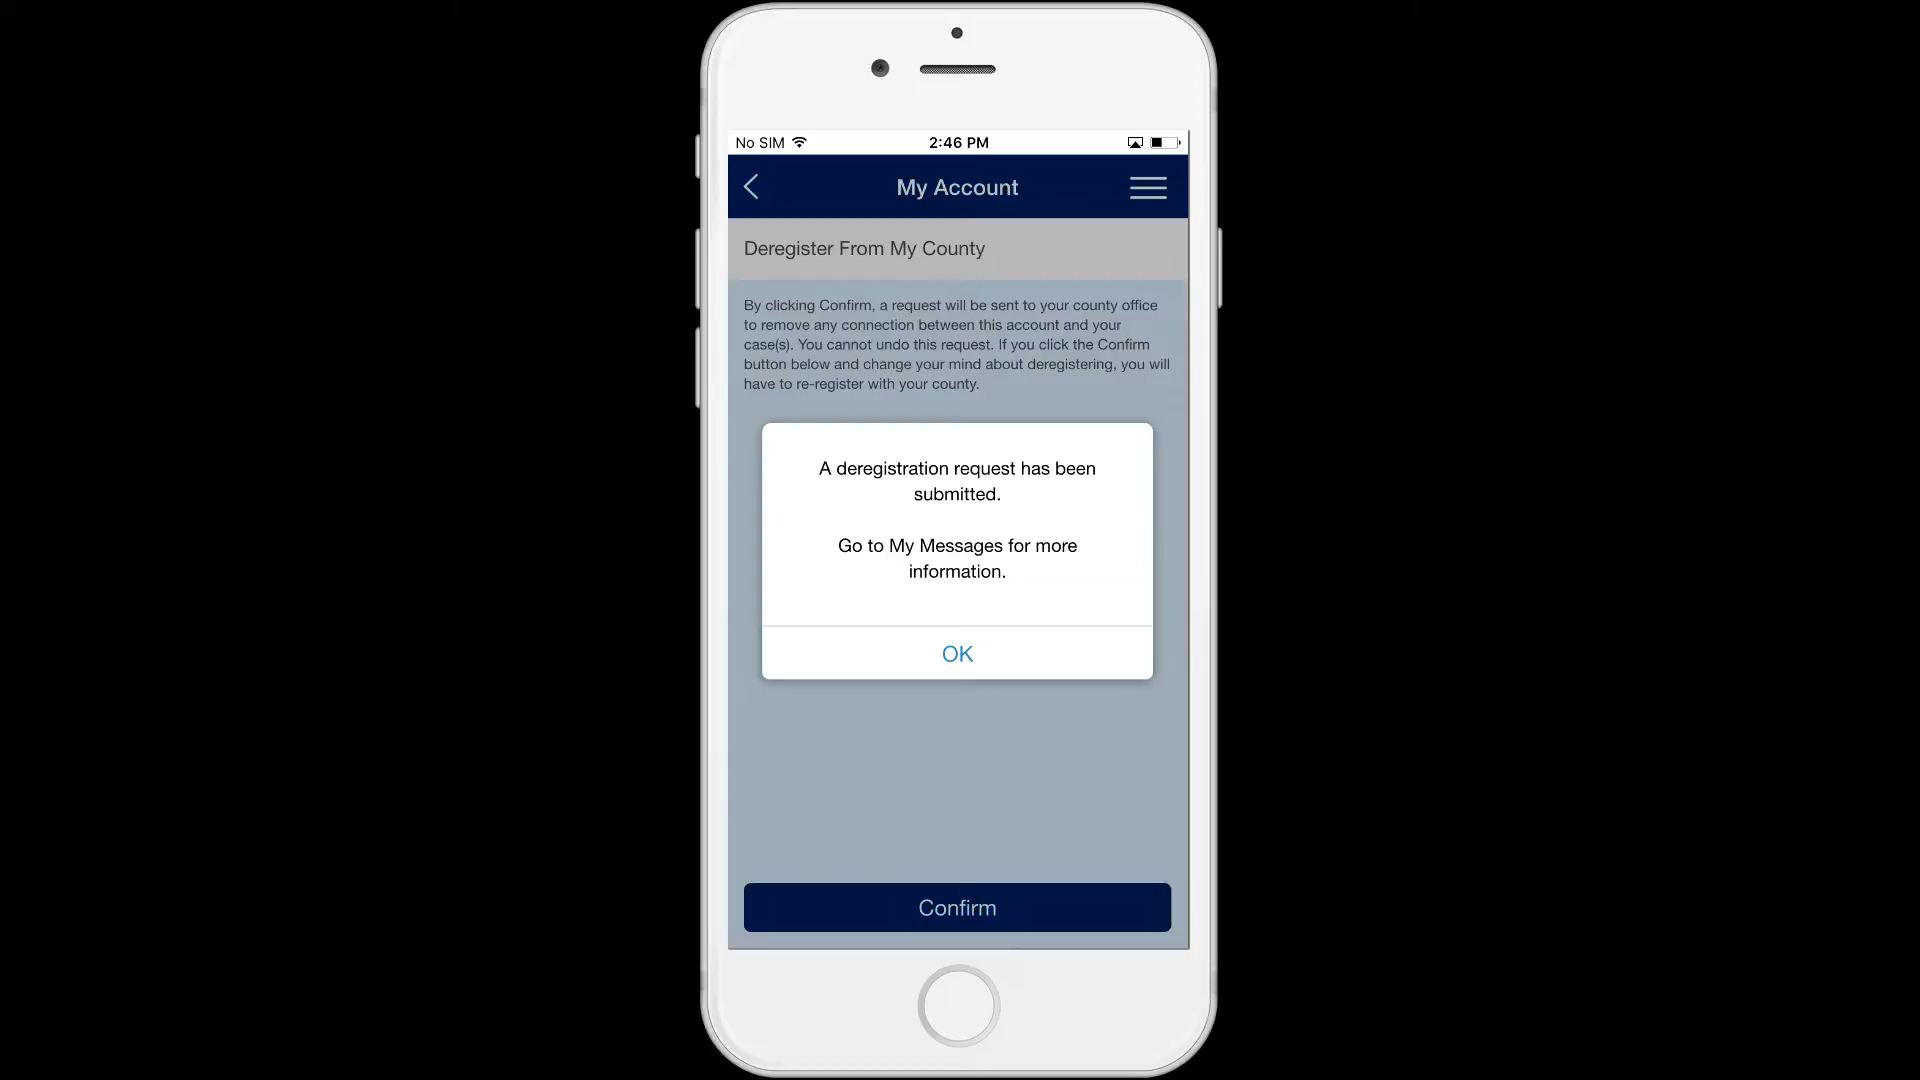 No SIM
2:46 PM
My Account
Deregister From My County
By clicking Confirm, a request will be sent to your county office
to remove any connection between this account and your
case(s). You cannot undo this request. If you click the Confirm
button below and change your mind about deregistering, you will
have to re-register with your county.
A deregistration request has been
submitted.
Go to My Messages for more
information.
OK
Confirm